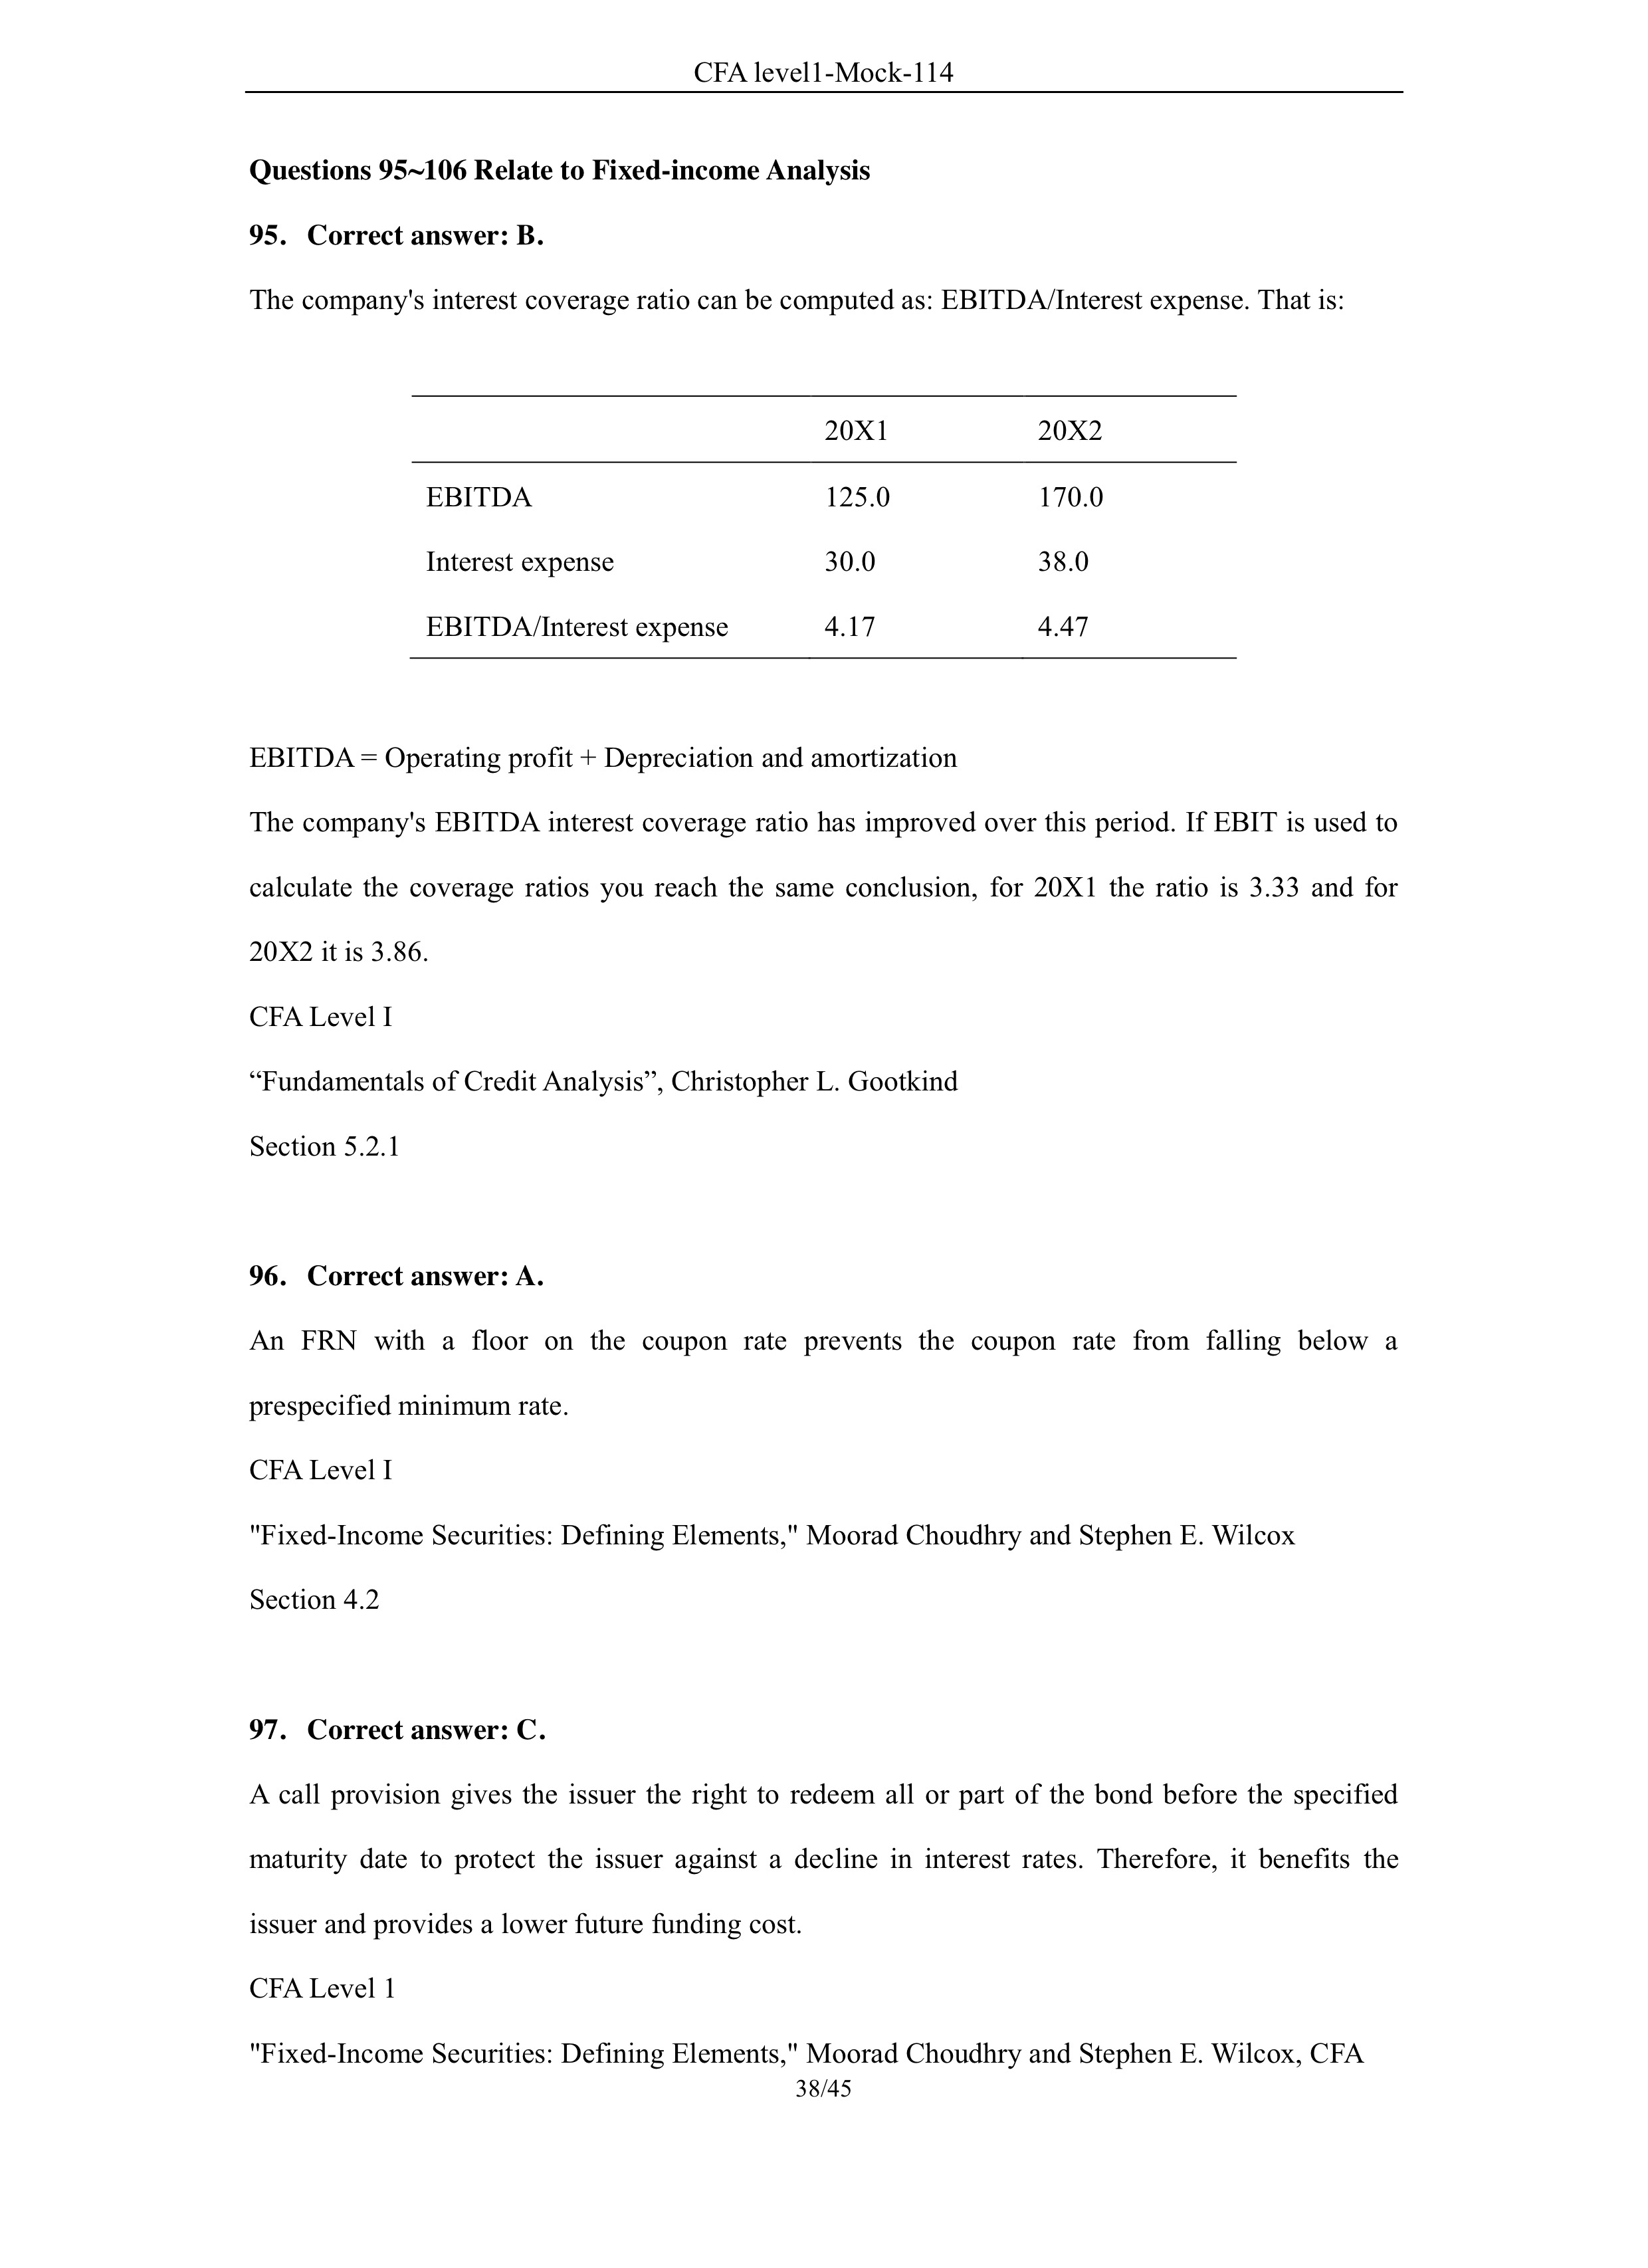 CFA level1-Mock-114
Questions 95~106 Relate to Fixed-income Analysis
95. Correct answer: B.
The company's interest coverage ratio can be computed as: EBITDA/Interest expense. That is:
20X1 20X2
EBITDA 125.0 170.0
Interest expense 30.0 38.0
EBITDA/Interest expense 4.17 4.47
EBITDA = Operating profit + Depreciation and amortization
The company's EBITDA interest coverage ratio has improved over this period. If EBIT is used to
calculate the coverage ratios you reach the same conclusion, for 20X1 the ratio is 3.33 and for
20X2 it is 3.86.
CFA Level I
“Fundamentals of Credit Analysis”, Christopher L. Gootkind
Section 5.2.1
96. Correct answer: A.
An FRN with a floor on the coupon rate prevents the coupon rate from falling below a
prespecified minimum rate.
CFA Level I
"Fixed-Income Securities: Defining Elements," Moorad Choudhry and Stephen E. Wilcox
Section 4.2
97. Correct answer: C.
A call provision gives the issuer the right to redeem all or part of the bond before the specified
maturity date to protect the issuer against a decline in interest rates. Therefore, it benefits the
issuer and provides a lower future funding cost.
CFA Level 1
"Fixed-Income Securities: Defining Elements," Moorad Choudhry and Stephen E. Wilcox, CFA
38/45